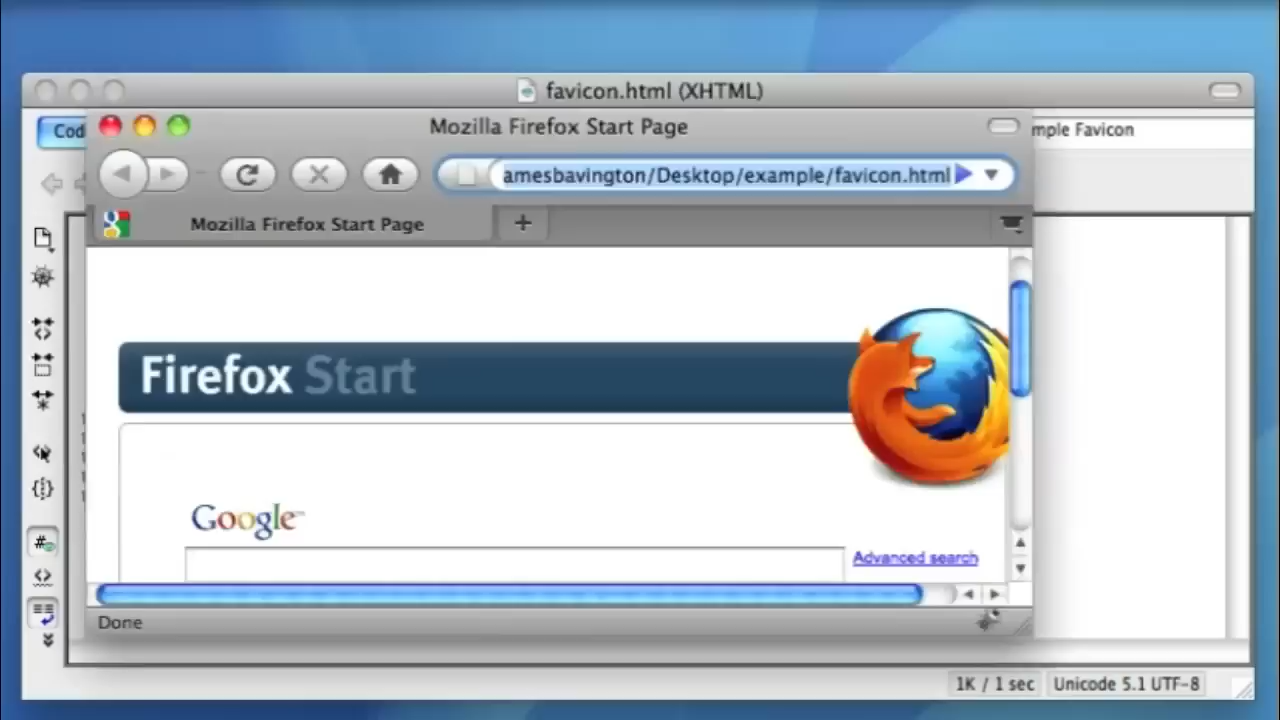 favicon.html (XHTML)
Cod
Mozilla Firefox Start Page
mple Favicon
amesbavington/Desktop/example/favicon.html
Mozilla Firefox Start Page
Firefox Start
Google™
Advanced search
Done
1K / 1 sec
Unicode 5.1 UTF-8